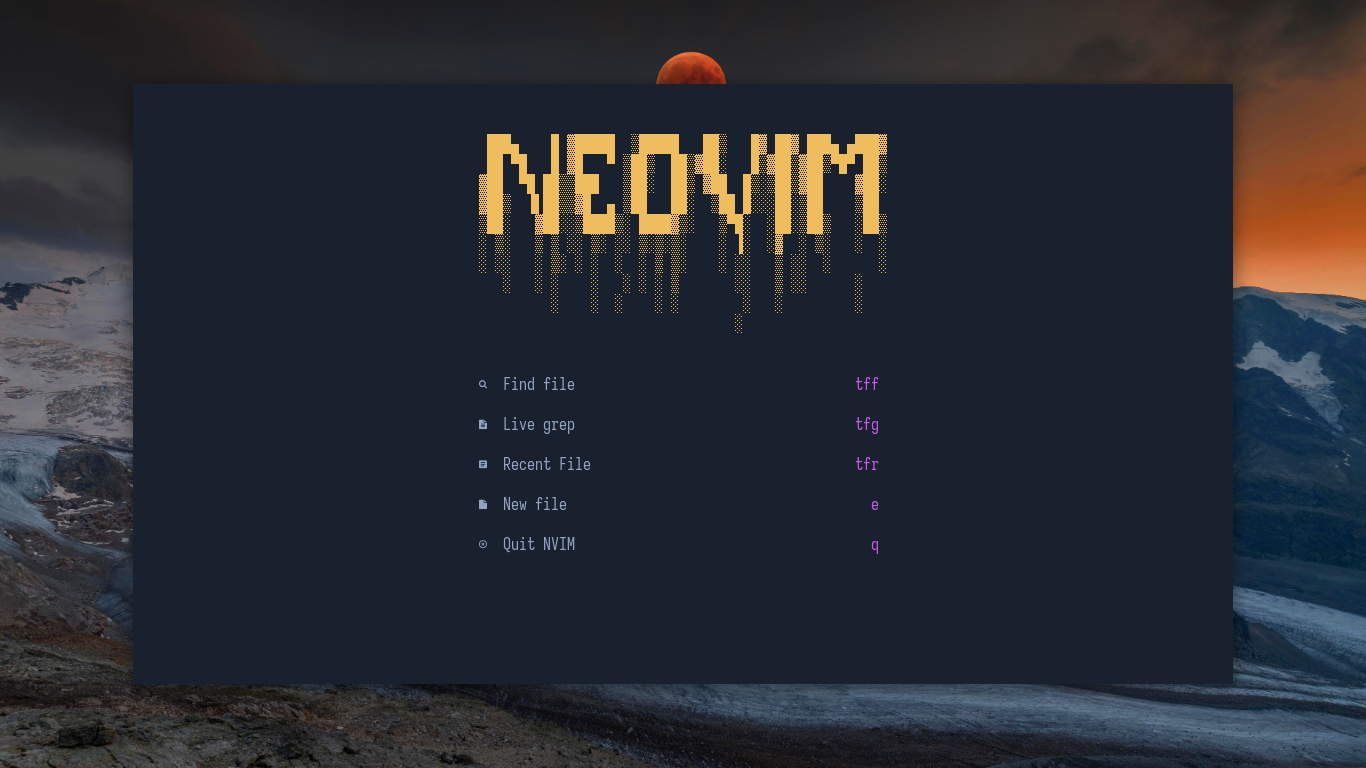 NEOVIM
Find file tff
Live grep tfg
Recent File tfr
New file e
Quit NVIM q